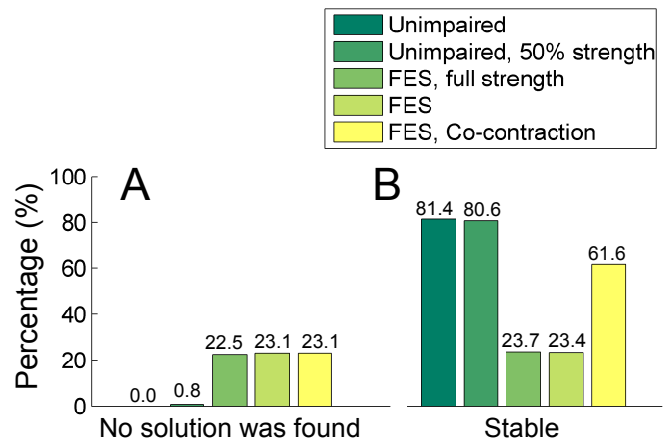 Unimpaired
Unimpaired, 50% strength
FES, full strength
FES
FES, Co-contraction
Percentage (%)
100
80
60
40
20
0
A
0.0
0.8
22.5
23.1
23.1
No solution was found
B
81.4
80.6
23.7
23.4
61.6
Stable